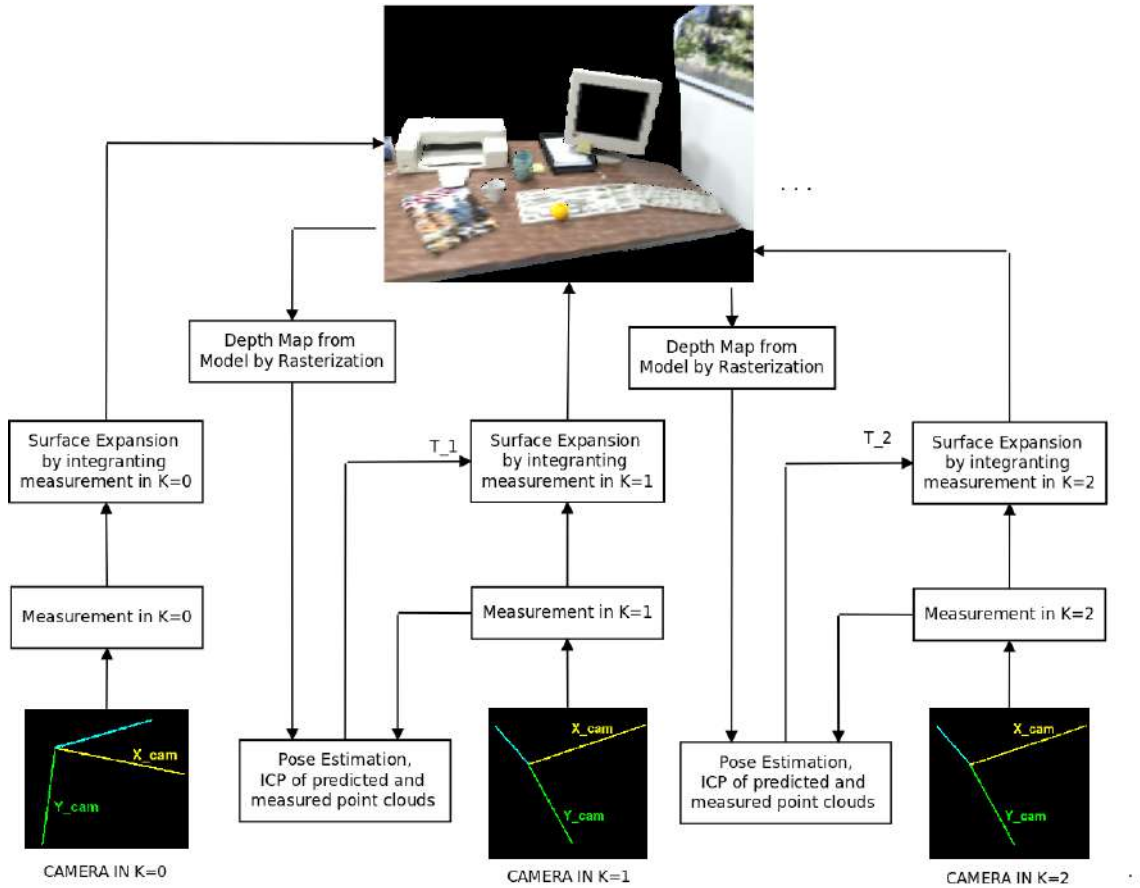 . . .
Depth Map from
Model by Rasterization
Depth Map from
Model by Rasterization
Surface Expansion
by integranting
measurement in K=0
T_1
Surface Expansion
by integranting
measurement in K=1
T_2
Surface Expansion
by integranting
measurement in K=2
Measurement in K=0
Measurement in K=1
Measurement in K=2
X_cam
Y_cam
CAMERA IN K=0
Pose Estimation,
ICP of predicted and
measured point clouds
X_cam
Y_cam
CAMERA IN K=1
Pose Estimation,
ICP of predicted and
measured point clouds
X_cam
Y_cam
CAMERA IN K=2
.